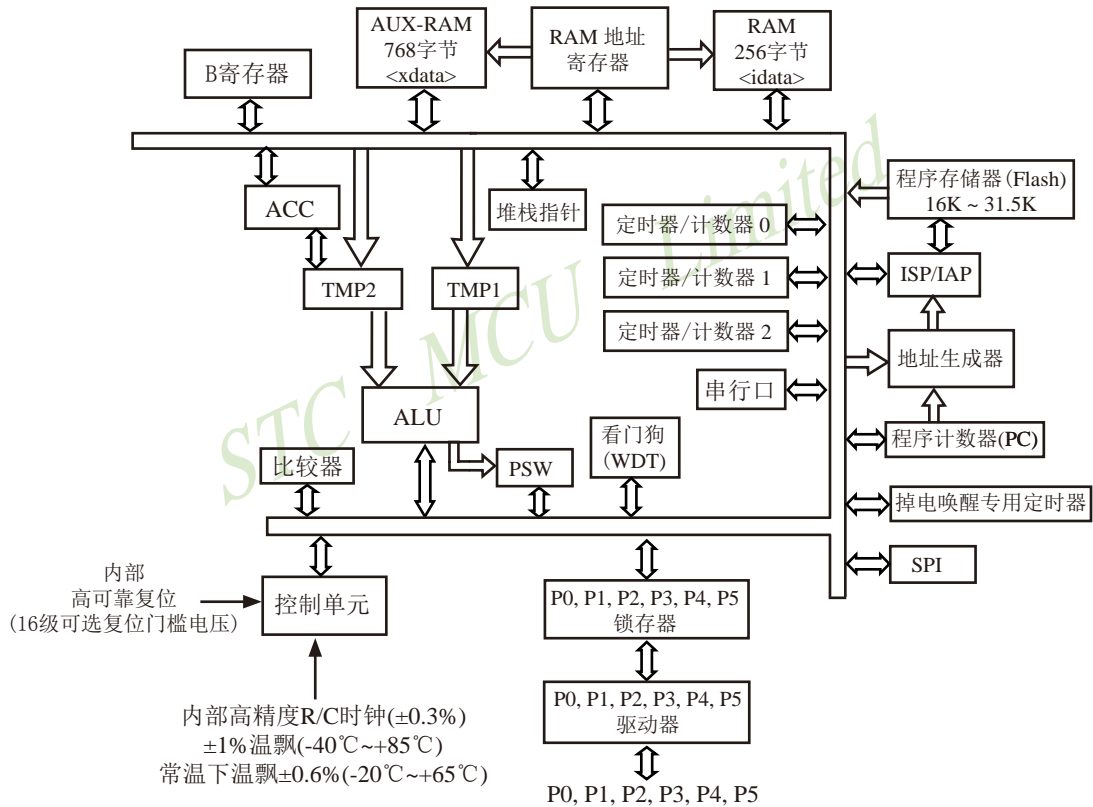 AUX-RAM
768字节
<xdata>
RAM 地址
寄存器
RAM
256字节
<idata>
B寄存器
ACC
堆栈指针
TMP2
TMP1
ALU
PSW
比较器
看门狗
(WDT)
定时器/计数器 0
定时器/计数器 1
定时器/计数器 2
串行口
程序存储器(Flash)
16K ~ 31.5K
ISP/IAP
地址生成器
程序计数器(PC)
掉电唤醒专用定时器
SPI
内部
高可靠复位
(16级可选复位门槛电压)
控制单元
内部高精度R/C时钟(±0.3%)
±1%温飘(-40℃~+85℃)
常温下温飘±0.6%(-20℃~+65℃)
P0, P1, P2, P3, P4, P5
锁存器
P0, P1, P2, P3, P4, P5
驱动器
P0, P1, P2, P3, P4, P5
STC MCU Limited